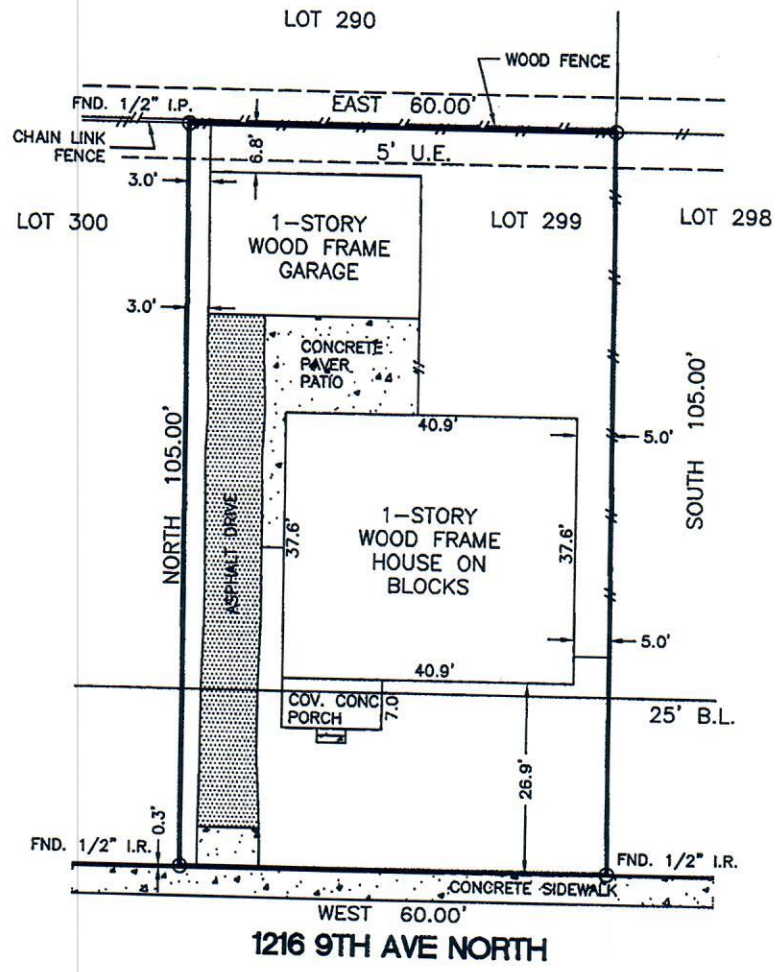 LOT 290
WOOD FENCE
FND. 1/2" I.P.
EAST 60.00'
CHAIN LINK
FENCE
6.8'
5' U.E.
3.0'
LOT 300
1-STORY
WOOD FRAME
GARAGE
LOT 299
LOT 298
3.0'
CONCRETE
PAVER
PATIO
NORTH 105.00'
SOUTH 105.00'
40.9'
5.0'
ASPHALT DRIVE
37.6'
1-STORY
WOOD FRAME
HOUSE ON
BLOCKS
37.6'
5.0'
40.9'
COV. CONC
PORCH
7.0
25' B.L.
26.9'
0.3'
FND. 1/2" I.R.
FND. 1/2" I.R.
CONCRETE SIDEWALK
WEST 60.00'
1216 9TH AVE NORTH